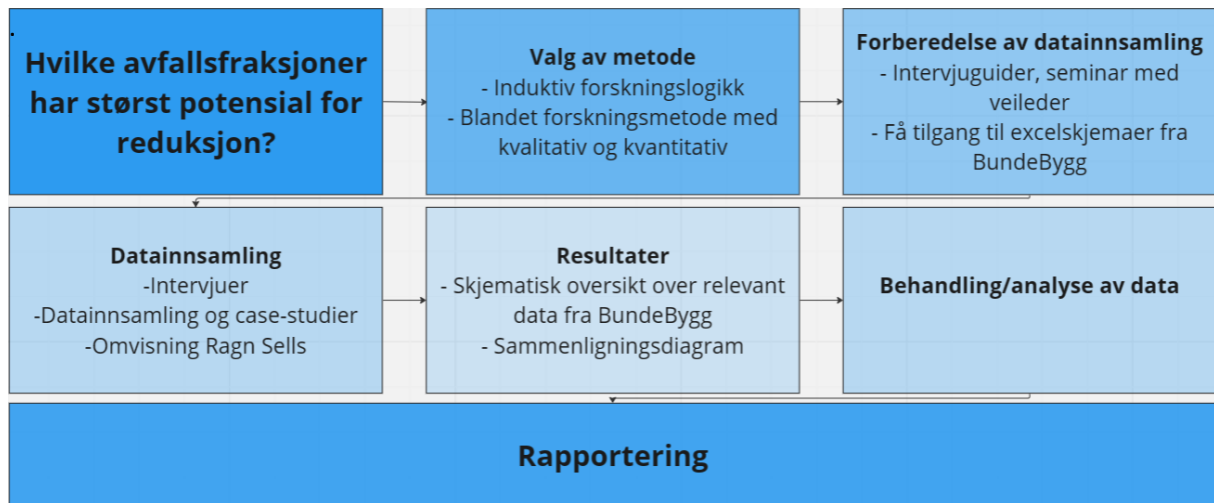 .
Hvilke avfallsfraksjoner
har størst potensial for
reduksjon?
Valg av metode
- Induktiv forskningslogikk
- Blandet forskningsmetode med
kvalitativ og kvantitativ
Forberedelse av datainnsamling
- Intervjuguider, seminar med
veileder
- Få tilgang til excelskjemaer fra
BundeBygg
Datainnsamling
-Intervjuer
-Datainnsamling og case-studier
-Omvisning Ragn Sells
Resultater
- Skjematisk oversikt over relevant
data fra BundeBygg
- Sammenligningsdiagram
Behandling/analyse av data
Rapportering